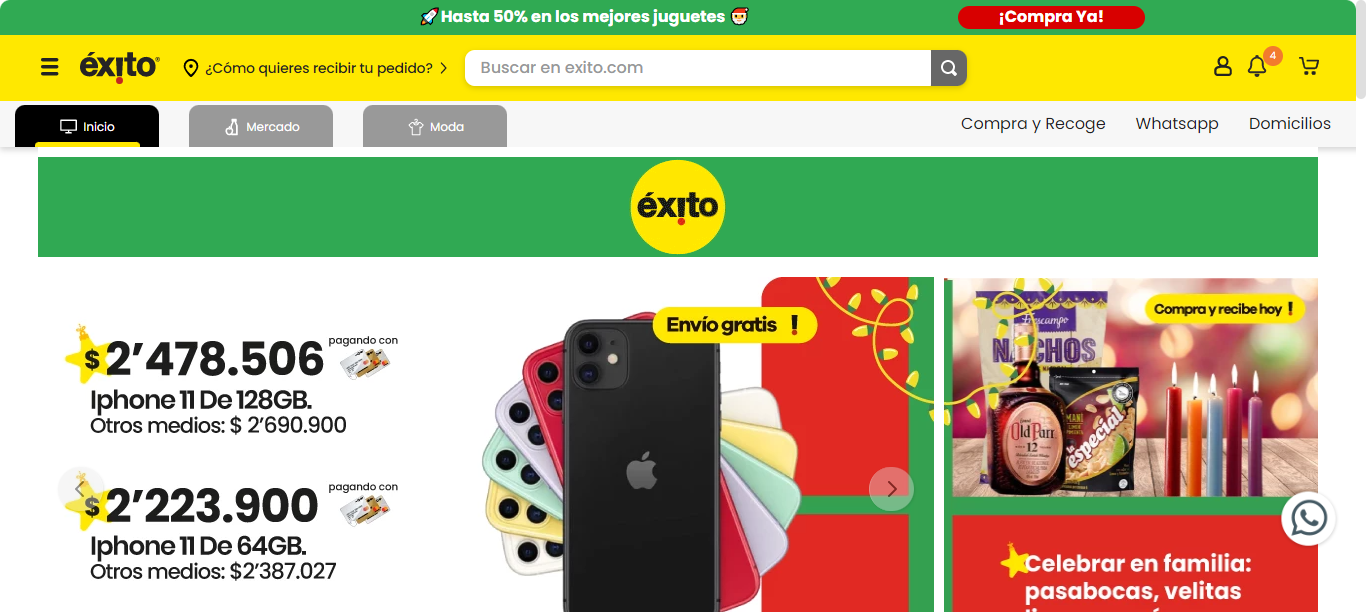 🚀Hasta 50% en los mejores juguetes 🎅
¡Compra Ya!
éxito
¿Cómo quieres recibir tu pedido?
Buscar en exito.com
4
Inicio
Mercado
Moda
Compra y Recoge
Whatsapp
Domicilios
éxito
$2’478.506
pagando con
Iphone 11 De 128GB.
Otros medios: $ 2’690.900
$2’223.900
pagando con
Iphone 11 De 64GB.
Otros medios: $2’387.027
Envío gratis !
Compra y recibe hoy !
Frescampo
NACHOS
Old Parr
12
MANI
la especial
Celebrar en familia:
pasabocas, velitas